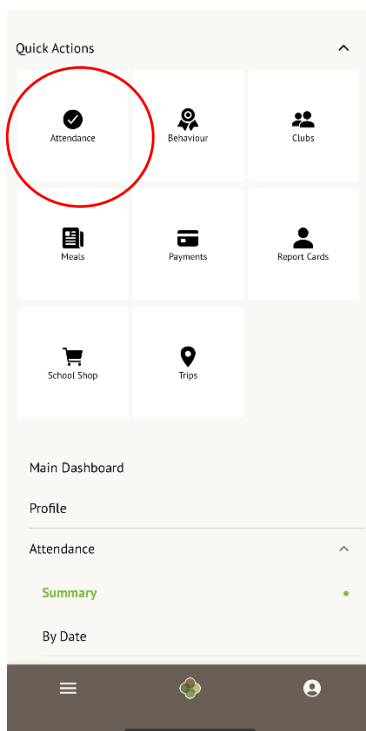 Quick Actions
Attendance
Behaviour
Clubs
Meals
Payments
Report Cards
School Shop
Trips
Main Dashboard
Profile
Attendance
Summary
By Date